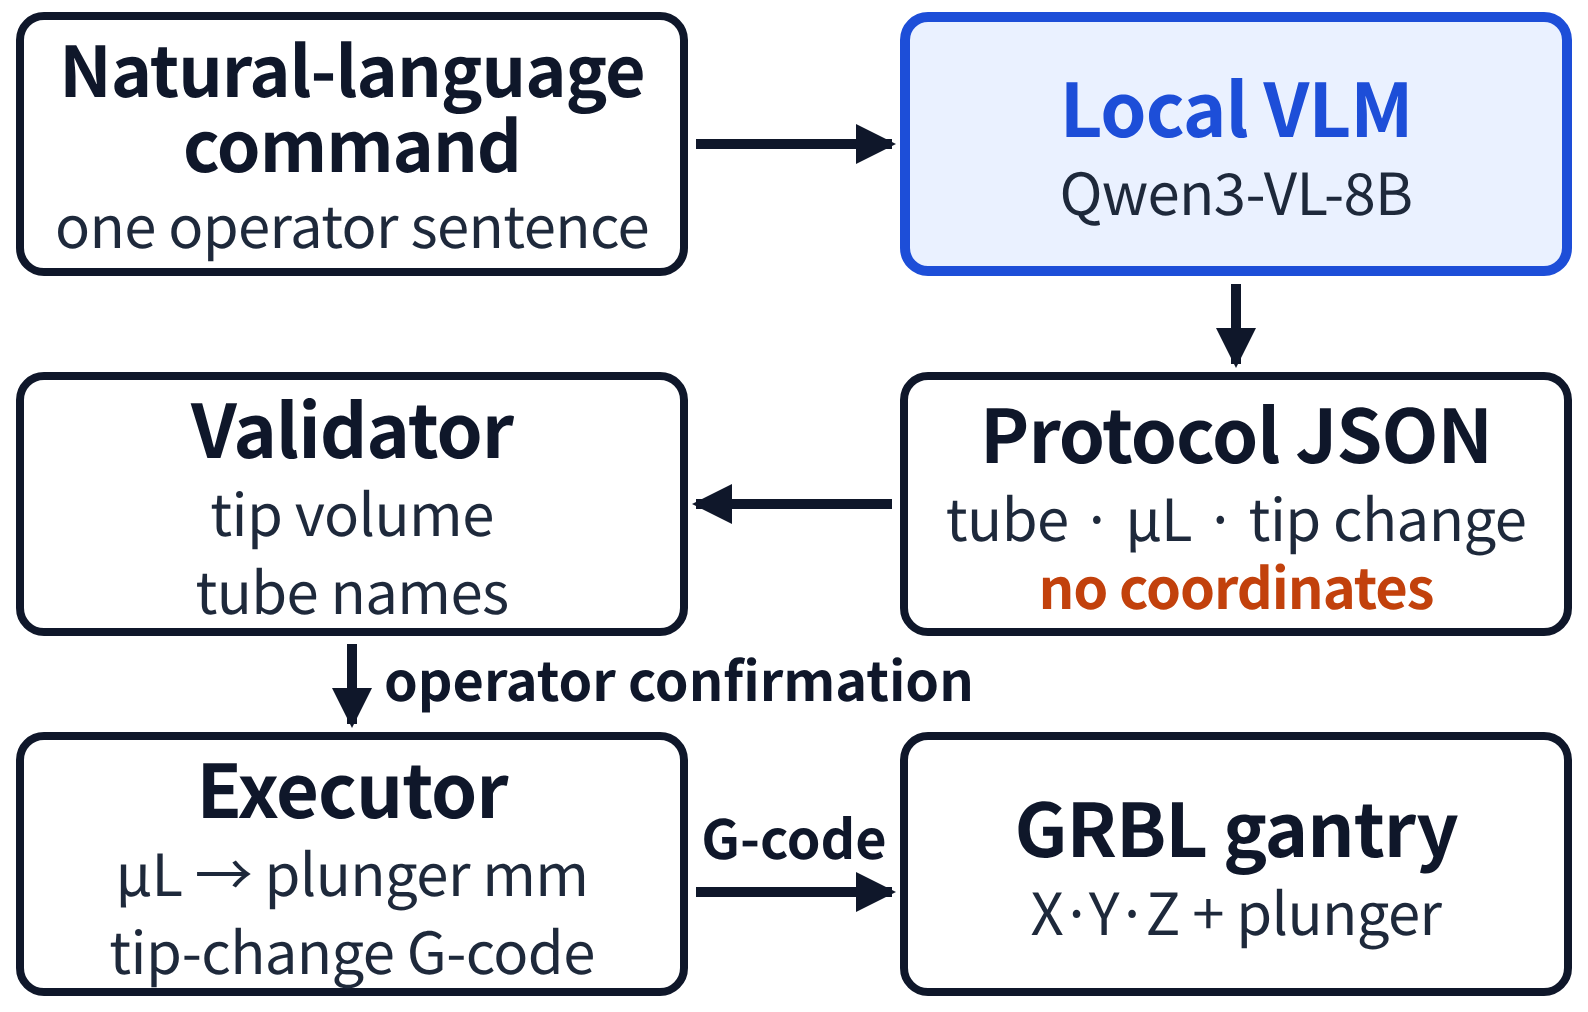 Natural-language
command
one operator sentence
Local VLM
Qwen3-VL-8B
Protocol JSON
tube · µL · tip change
no coordinates
Validator
tip volume
tube names
operator confirmation
Executor
µL → plunger mm
tip-change G-code
G-code
GRBL gantry
X·Y·Z + plunger